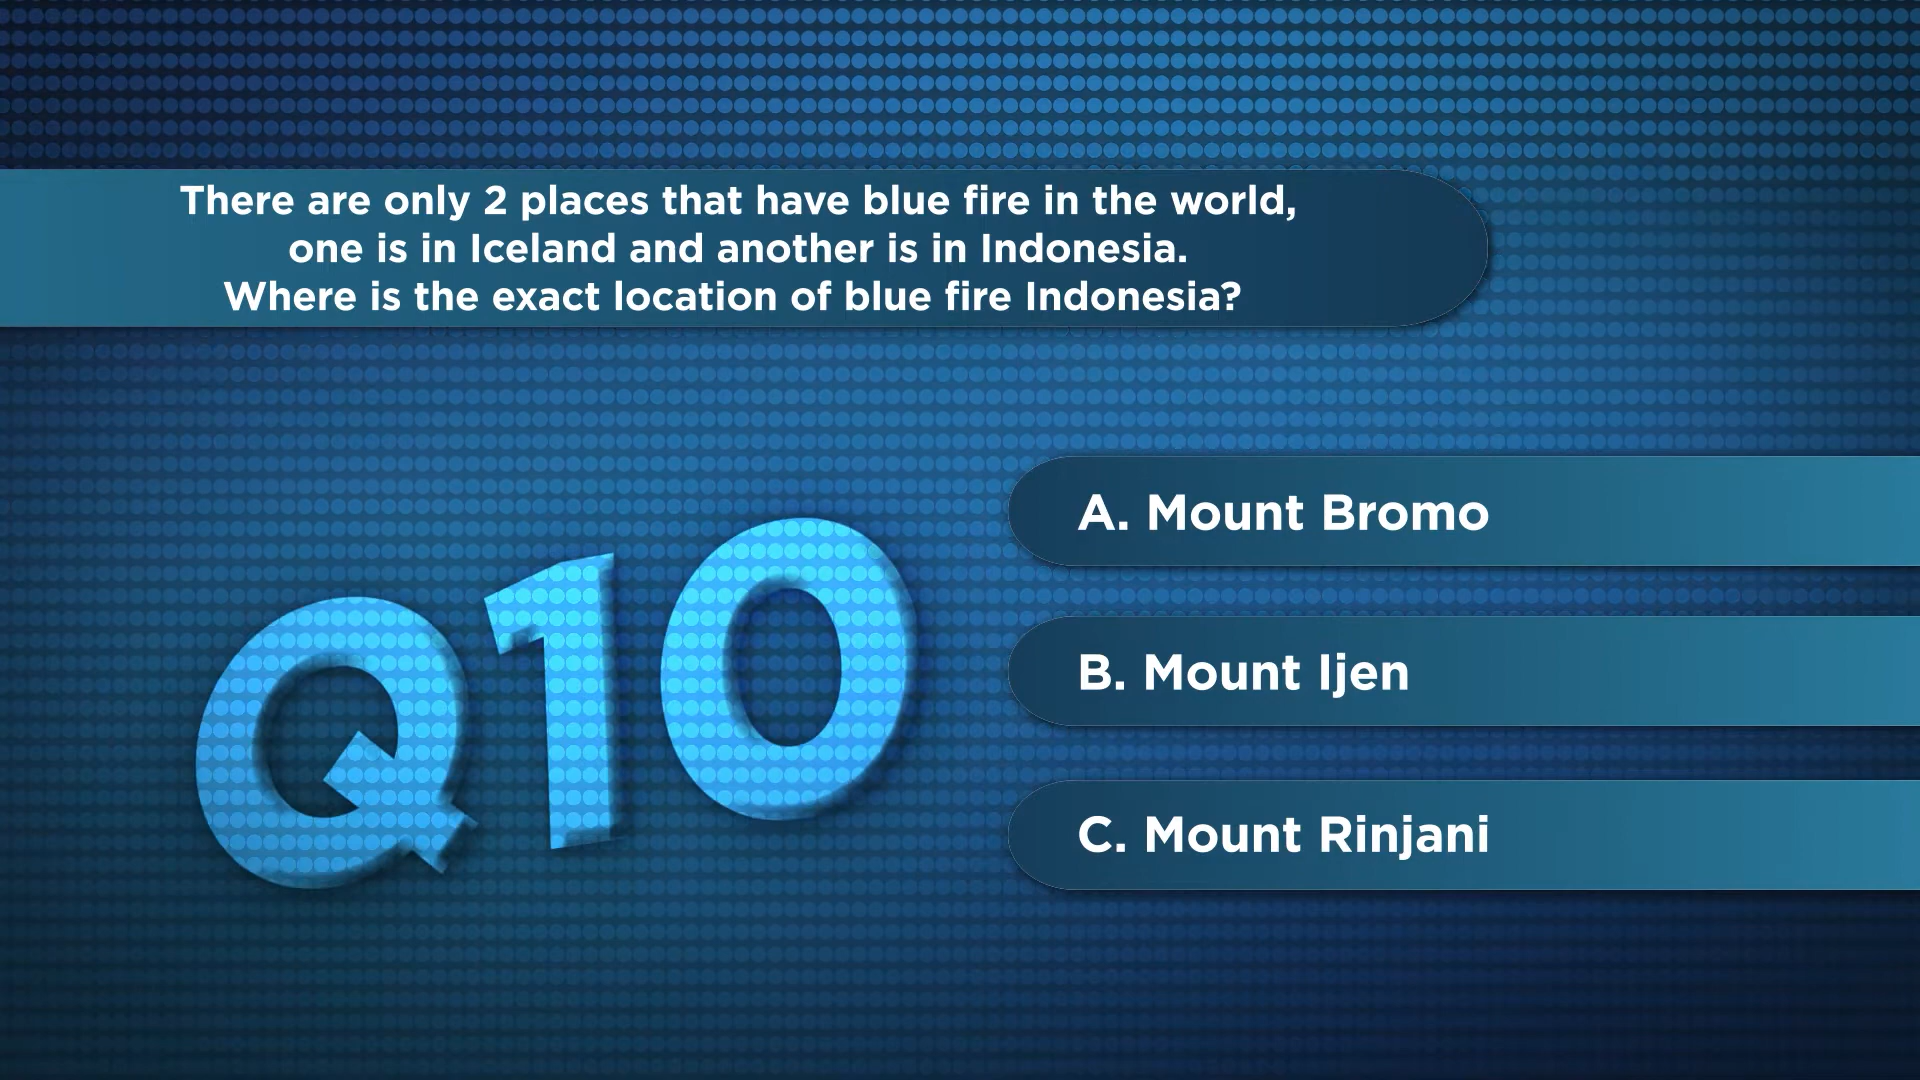 There are only 2 places that have blue fire in the world,
one is in Iceland and another is in Indonesia.
Where is the exact location of blue fire Indonesia?
Q10
A. Mount Bromo
B. Mount Ijen
C. Mount Rinjani